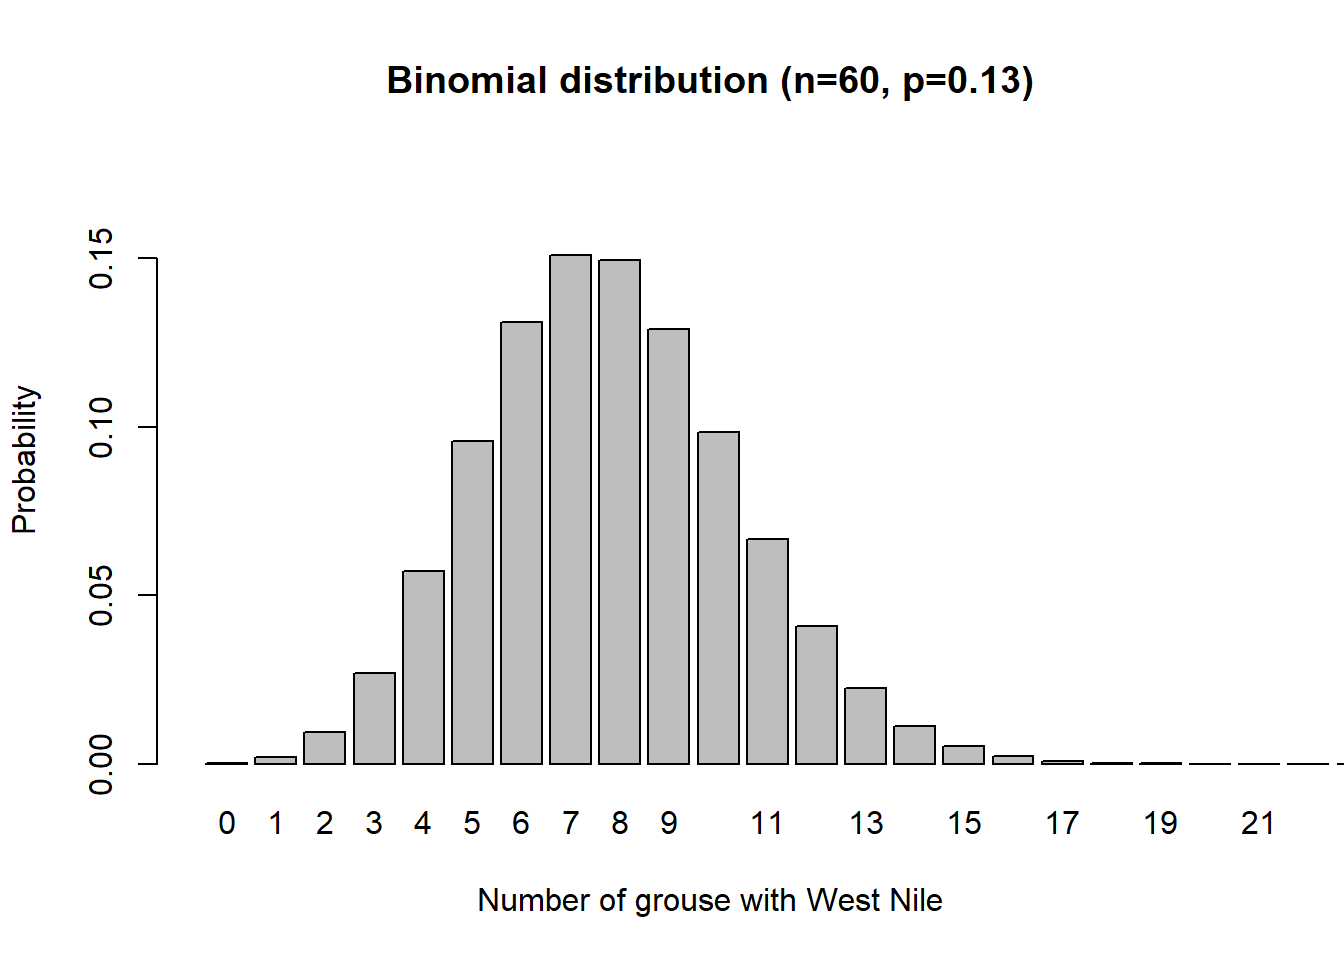 Binomial distribution (n=60, p=0.13)
Probability
0.15
0.10
0.05
0.00
0 1 2 3 4 5 6 7 8 9 11 13 15 17 19 21
Number of grouse with West Nile